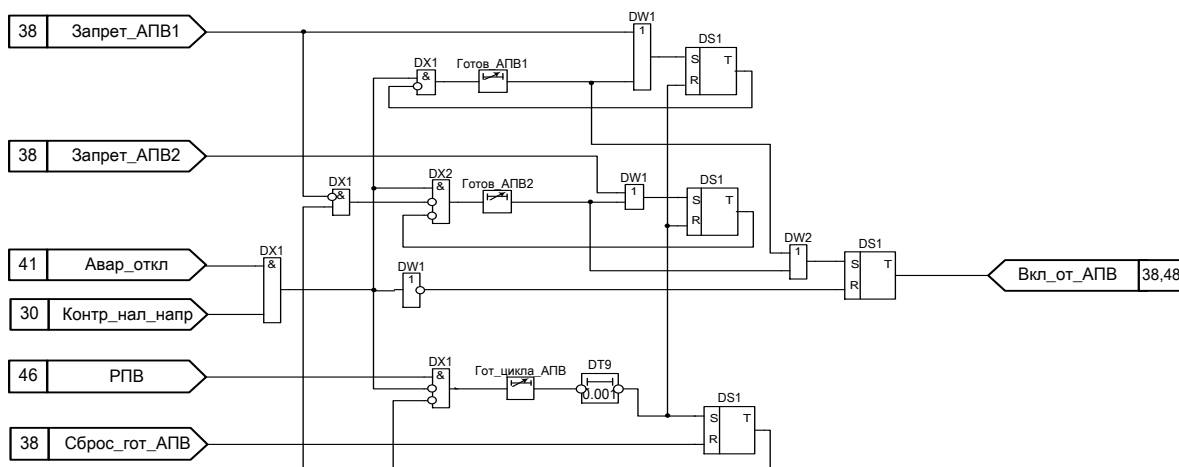 38 Запрет_АПВ1
DW1
1
DS1
S T
R
DX1
&
Готов_АПВ1
38 Запрет_АПВ2
DX1
&
DX2
&
Готов_АПВ2
DW1
1
DS1
S T
R
41 Авар_откл
30 Контр_нал_напр
DX1
&
DW1
1
DW2
1
DS1
S T
R
Вкл_от_АПВ 38,48
46 РПВ
DX1
&
Гот_цикла_АПВ
DT9
0.001
38 Сброс_гот_АПВ
DS1
S T
R